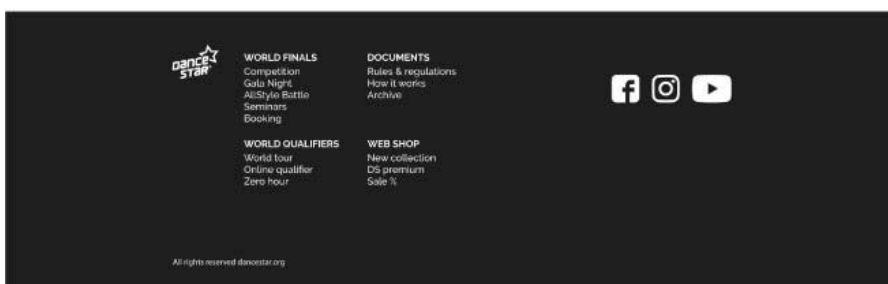 DANCE
STAR
WORLD FINALS
Competition
Gala Night
AllStyle Battle
Seminars
Booking
DOCUMENTS
Rules & regulations
How it works
Archive
WORLD QUALIFIERS
World tour
Online qualifier
Zero hour
WEB SHOP
New collection
DS premium
Sale %
All rights reserved dancestar.org